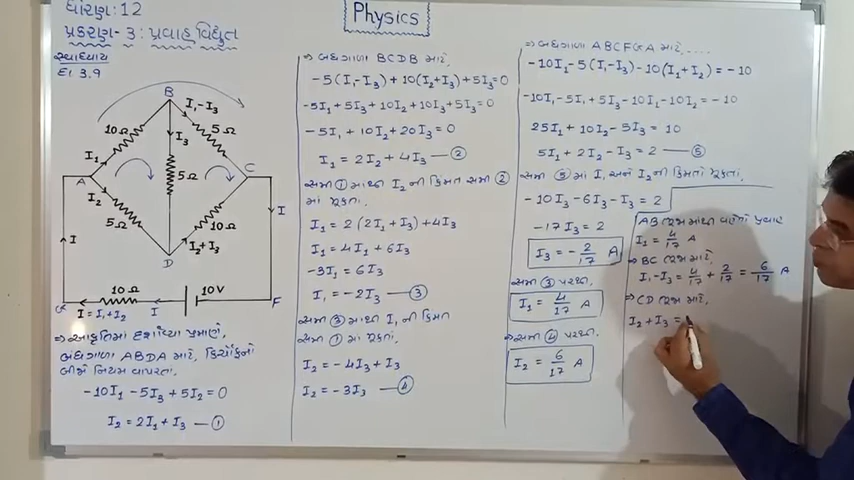 ધોરણ: 12
Physics
પ્રકરણ-૩: પ્રવાહ વિદ્યુત
સ્વાધ્યાય
દા ૩.૭
B
I₁-I₃
10Ω
I₃
5Ω
I₁
5Ω
A
C
I₂
5Ω
10Ω
I₂+I₃
D
I
I
10Ω
10V
I = I₁+I₂
I
F
⇒ આકૃતિમાં દર્શાવ્યા પ્રમાણે,
બંધગાળા ABDA માટે, કિર્ચોફનો
બીજો નિયમ વાપરતા.
-10I₁ -5I₃ +5I₂ = 0
I₂ = 2I₁ + I₃ —①
⇒ બંધગાળા BCDB માટે,
-5(I₁-I₃) + 10(I₂+I₃) + 5I₃ = 0
-5I₁ + 5I₃ + 10I₂ + 10I₃ + 5I₃ = 0
-5I₁ + 10I₂ + 20I₃ = 0
I₁ = 2I₂ + 4I₃ —②
સમી ① માંથી I₂ ની કિંમત સમી ②
માં મૂકતા.
I₁ = 2(2I₁+I₃) + 4I₃
I₁ = 4I₁ + 6I₃
-3I₁ = 6I₃
I₁ = -2I₃ —③
સમી ③ માંથી I₁ ની કિંમત
સમી ① માં મૂકતા.
I₂ = -4I₃ + I₃
I₂ = -3I₃ —④
⇒ બંધગાળા ABCFGA માટે,....
-10I₁ -5(I₁-I₃) -10(I₁+I₂) = -10
-10I₁ -5I₁ + 5I₃ -10I₁ -10I₂ = -10
25I₁ + 10I₂ - 5I₃ = 10
5I₁ + 2I₂ - I₃ = 2 —⑤
સમી ⑤ માં I₁ અને I₂ ની કિંમતો મૂકતા.
-10I₃ -6I₃ - I₃ = 2
-17I₃ = 2
I₃ = -2/17 A
સમી ③ પરથી.
I₁ = 4/17 A
⇒ સમી ④ પરથી.
I₂ = 6/17 A
AB ભુજામાંથી વહેતો પ્રવાહ
I₁ = 4/17 A
⇒ BC ભુજા માટે,
I₁-I₃ = 4/17 + 2/17 = 6/17 A
⇒ CD ભુજા માટે,
I₂+I₃ =